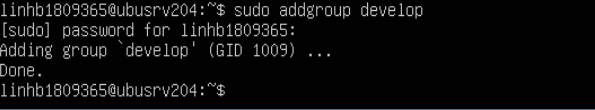 linhb1809365@ubusrv204:~$ sudo addgroup develop
[sudo] password for linhb1809365:
Adding group `develop' (GID 1009) ...
Done.
linhb1809365@ubusrv204:~$